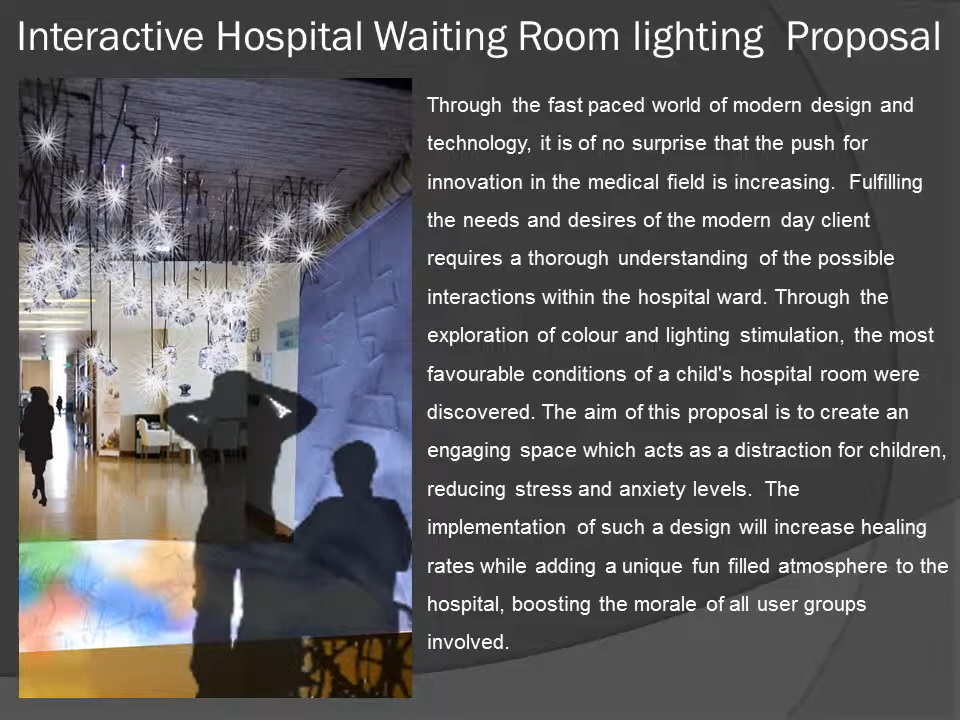 Interactive Hospital Waiting Room lighting Proposal
Through the fast paced world of modern design and
technology, it is of no surprise that the push for
innovation in the medical field is increasing. Fulfilling
the needs and desires of the modern day client
requires a thorough understanding of the possible
interactions within the hospital ward. Through the
exploration of colour and lighting stimulation, the most
favourable conditions of a child's hospital room were
discovered. The aim of this proposal is to create an
engaging space which acts as a distraction for children,
reducing stress and anxiety levels. The
implementation of such a design will increase healing
rates while adding a unique fun filled atmosphere to the
hospital, boosting the morale of all user groups
involved.